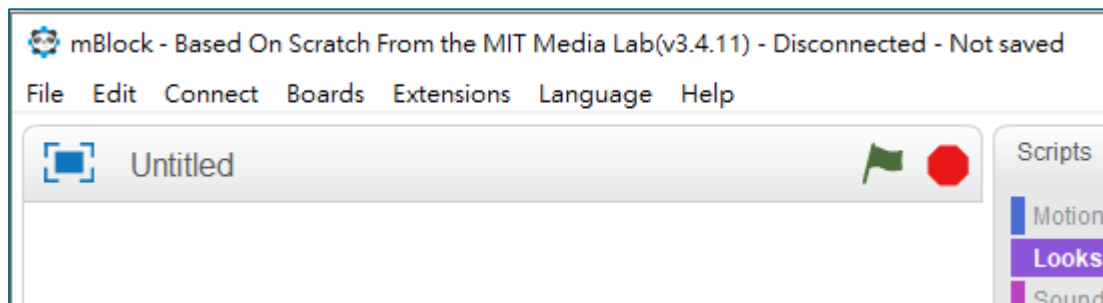 mBlock - Based On Scratch From the MIT Media Lab(v3.4.11) - Disconnected - Not saved
File Edit Connect Boards Extensions Language Help
Untitled
Scripts
Motion
Looks
Sound